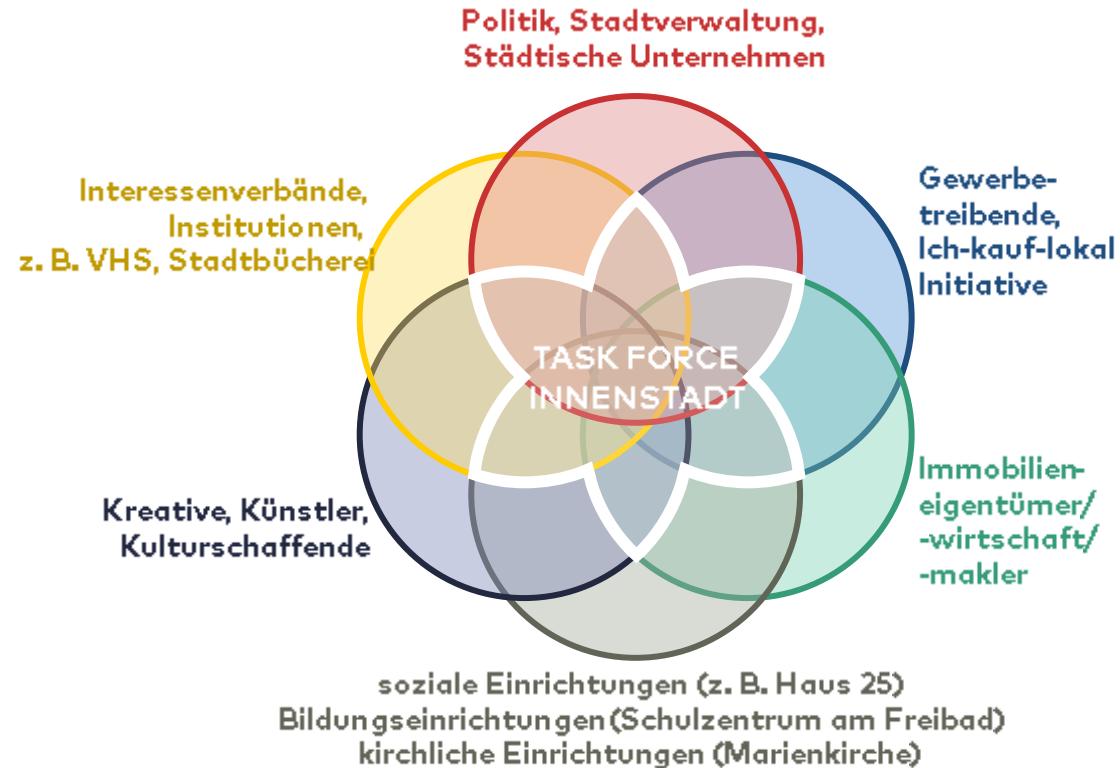 Politik, Stadtverwaltung,
Städtische Unternehmen
Interessenverbände,
Institutionen,
z. B. VHS, Stadtbücherei
Gewerbe-
treibende,
Ich-kauf-lokal
Initiative
TASK FORCE
INNENSTADT
Kreative, Künstler,
Kulturschaffende
Immobilien-
eigentümer/
-wirtschaft/
-makler
soziale Einrichtungen (z. B. Haus 25)
Bildungseinrichtungen (Schulzentrum am Freibad)
kirchliche Einrichtungen (Marienkirche)